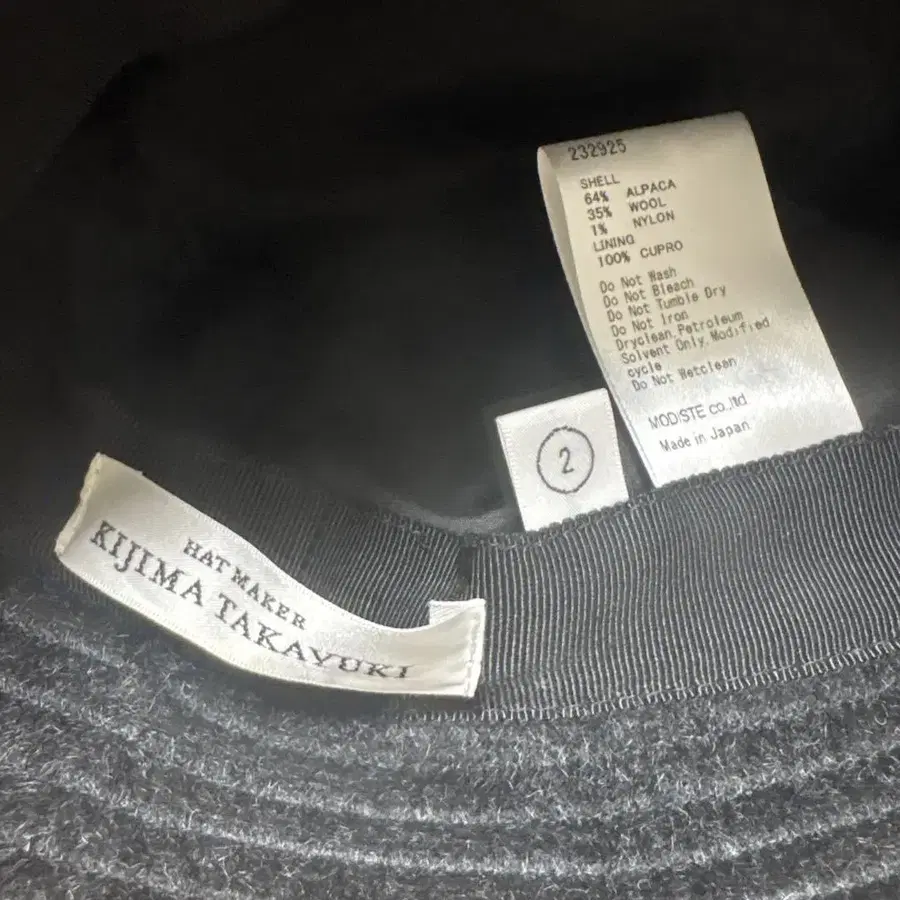 232925
SHELL
64% ALPACA
35% WOOL
1% NYLON
LINING
100% CUPRO
Do Not Wash
Do Not Bleach
Do Not Tumble Dry
Do Not Iron
Dryclean,Petroleum
Solvent Only,Modified
cycle
Do Not Wetclean
MODISTE co.,ltd
Made in Japan
2
HAT MAKER
KIJIMA TAKAYUKI